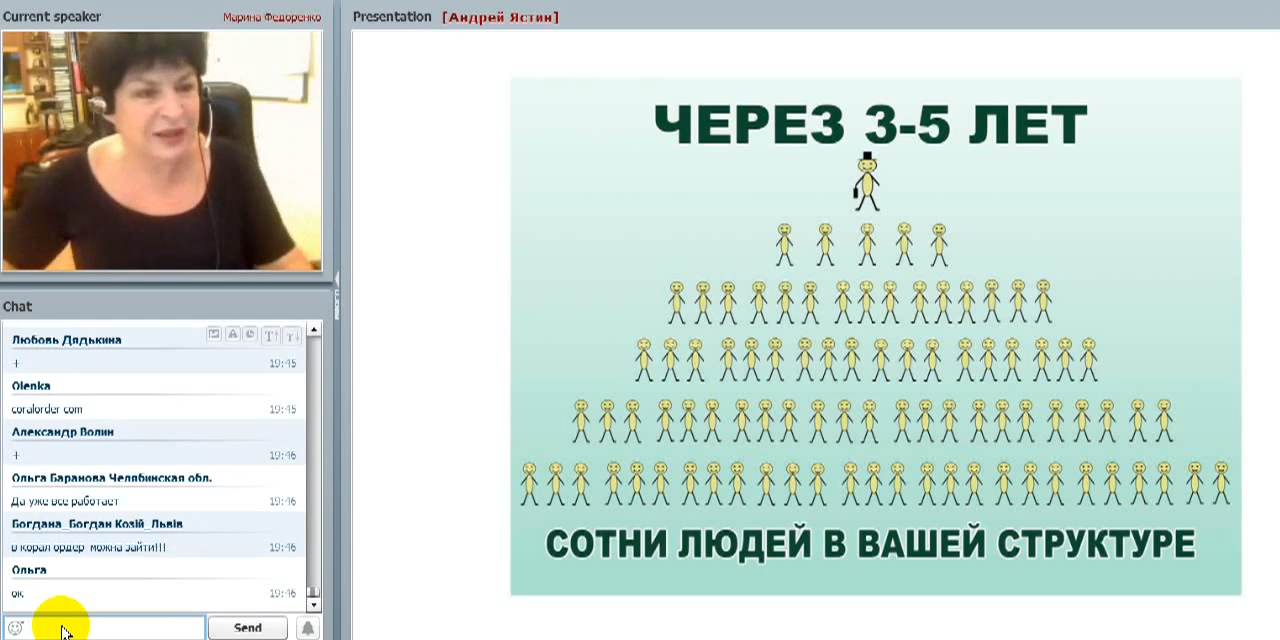 Current speaker
Марина Федоренко
Presentation [Андрей Ястин]
ЧЕРЕЗ 3-5 ЛЕТ
СОТНИ ЛЮДЕЙ В ВАШЕЙ СТРУКТУРЕ
Chat
Любовь Дядькина
+ 19:45
Olenka
coralorder com 19:45
Александр Волин
+ 19:46
Ольга Баранова Челябинская обл.
Да уже все работает 19:46
Богдана_Богдан Козій_Львів
в корал ордер можна зайти!!! 19:46
Ольга
ок 19:46
Send